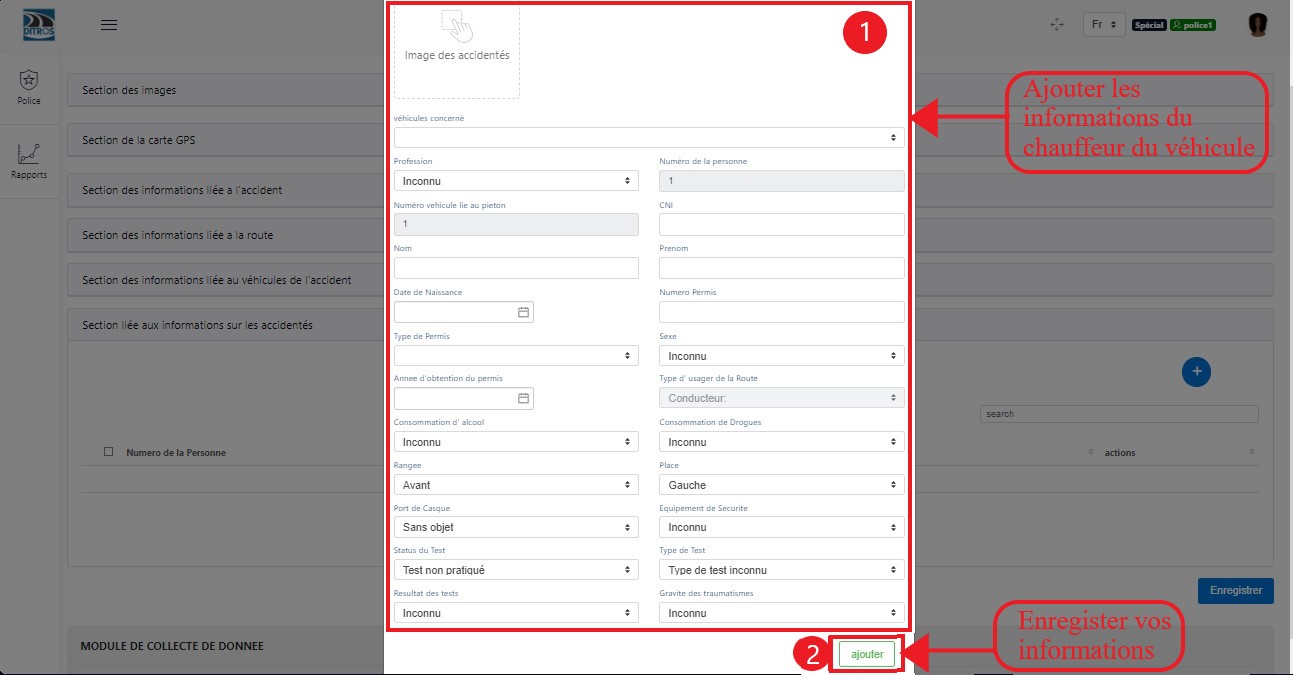 DITROS
Fr
Spécial
police1
Police
Rapports
Section des images
Section de la carte GPS
Section des informations liée a l'accident
Section des informations liée a la route
Section des informations liée au véhicules de l'accident
Section liée aux informations sur les accidentés
search
Numero de la Personne
actions
Enregistrer
MODULE DE COLLECTE DE DONNEE
Image des accidentés
1
véhicules concerné
Profession
Numéro de la personne
Inconnu
1
Numéro vehicule lie au pieton
CNI
1
Nom
Prenom
Date de Naissance
Numero Permis
Type de Permis
Sexe
Inconnu
Annee d'obtention du permis
Type d' usager de la Route
Conducteur:
Consommation d' alcool
Consommation de Drogues
Inconnu
Inconnu
Rangee
Place
Avant
Gauche
Port de Casque
Equipement de Securite
Sans objet
Inconnu
Status du Test
Type de Test
Test non pratiqué
Type de test inconnu
Resultat des tests
Gravite des traumatismes
Inconnu
Inconnu
2
ajouter
Ajouter les
informations du
chauffeur du véhicule
Enregister vos
informations